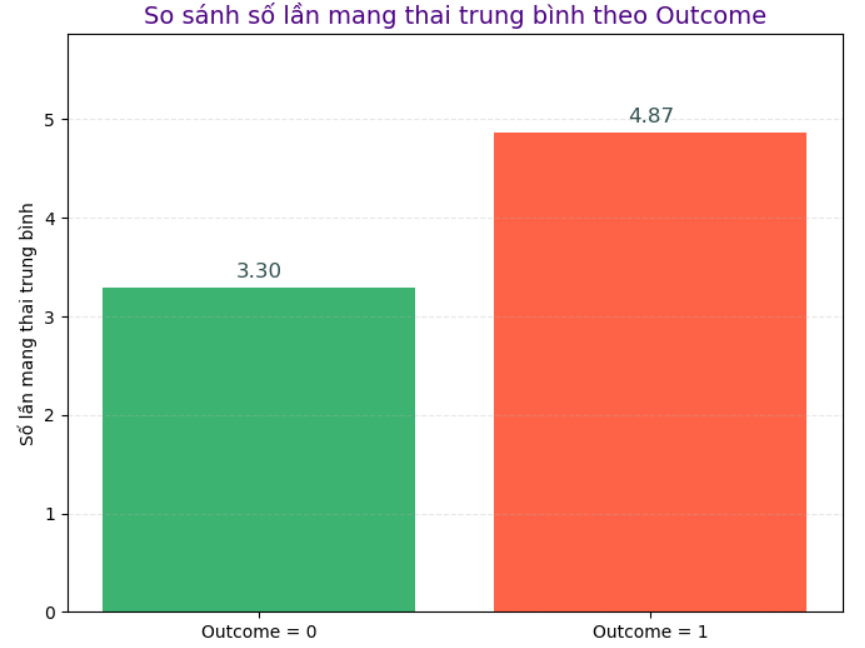 So sánh số lần mang thai trung bình theo Outcome
Số lần mang thai trung bình
5
4
3
2
1
0
3.30
4.87
Outcome = 0
Outcome = 1